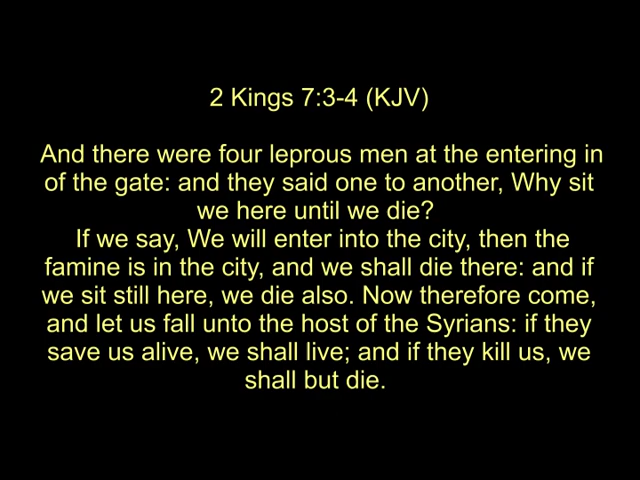 2 Kings 7:3-4 (KJV)
And there were four leprous men at the entering in
of the gate: and they said one to another, Why sit
we here until we die?
If we say, We will enter into the city, then the
famine is in the city, and we shall die there: and if
we sit still here, we die also. Now therefore come,
and let us fall unto the host of the Syrians: if they
save us alive, we shall live; and if they kill us, we
shall but die.